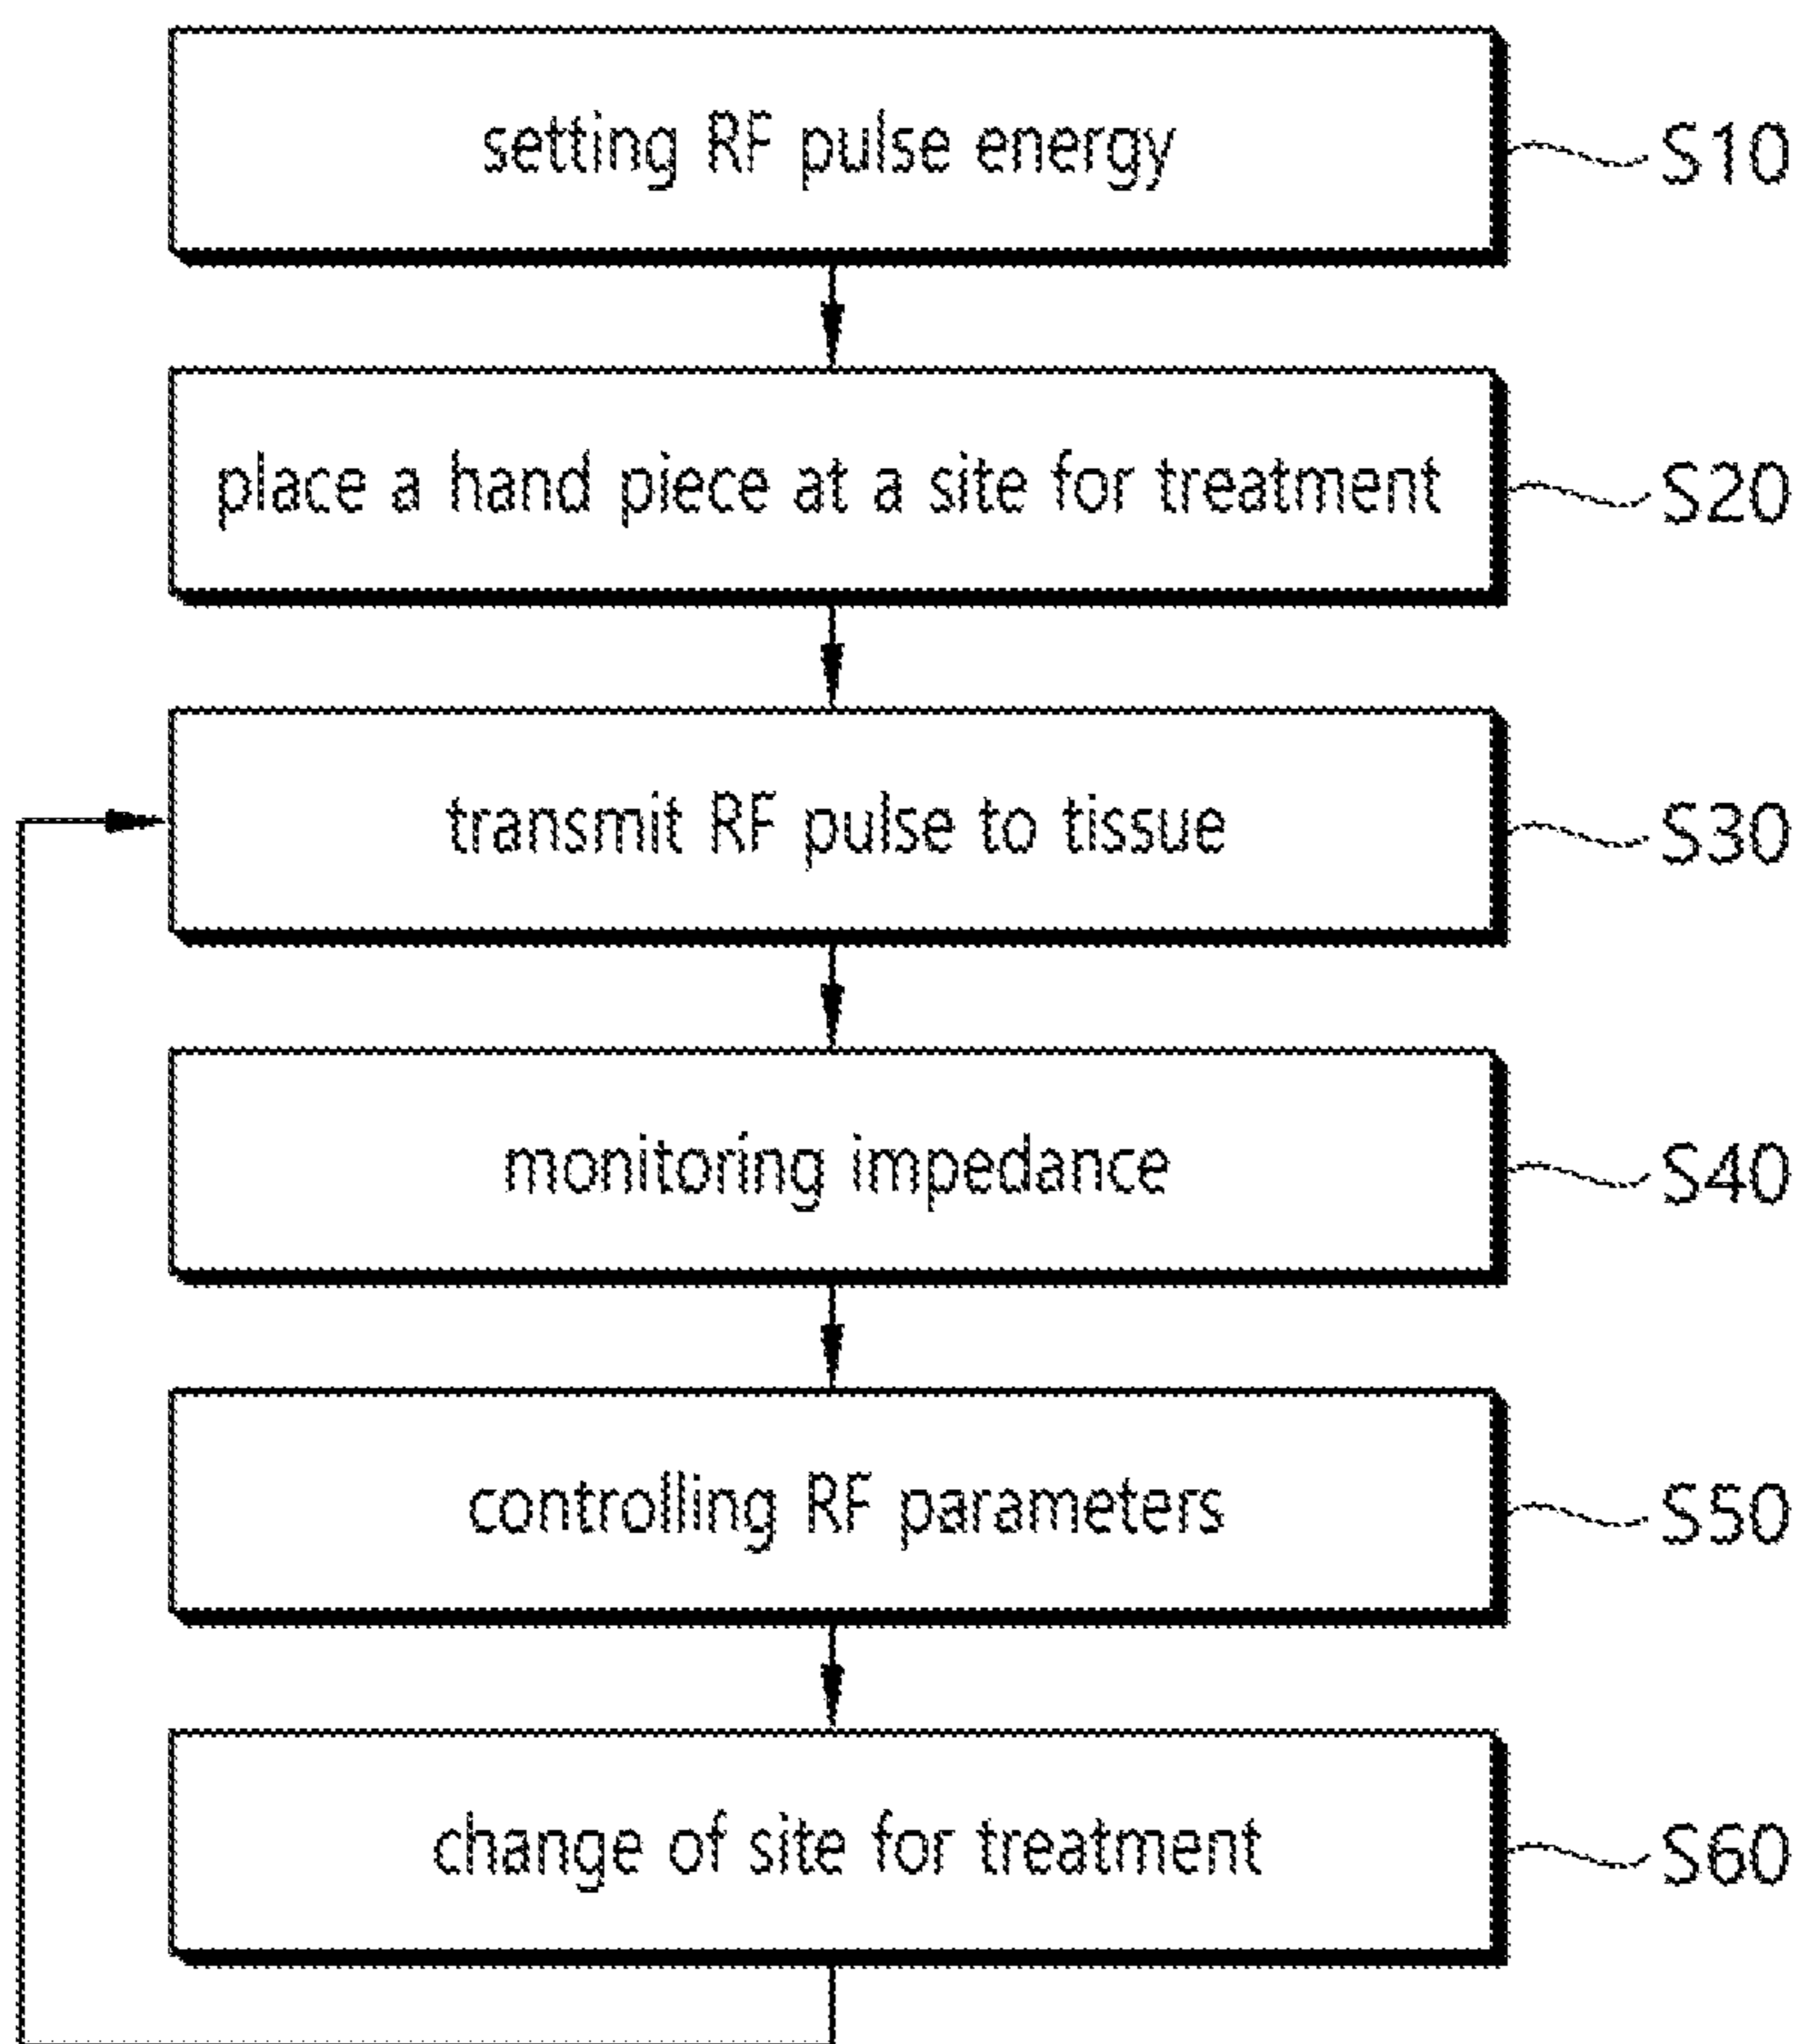 setting RF pulse energy
S10
place a hand piece at a site for treatment
S20
transmit RF pulse to tissue
S30
monitoring impedance
S40
controlling RF parameters
S50
change of site for treatment
S60